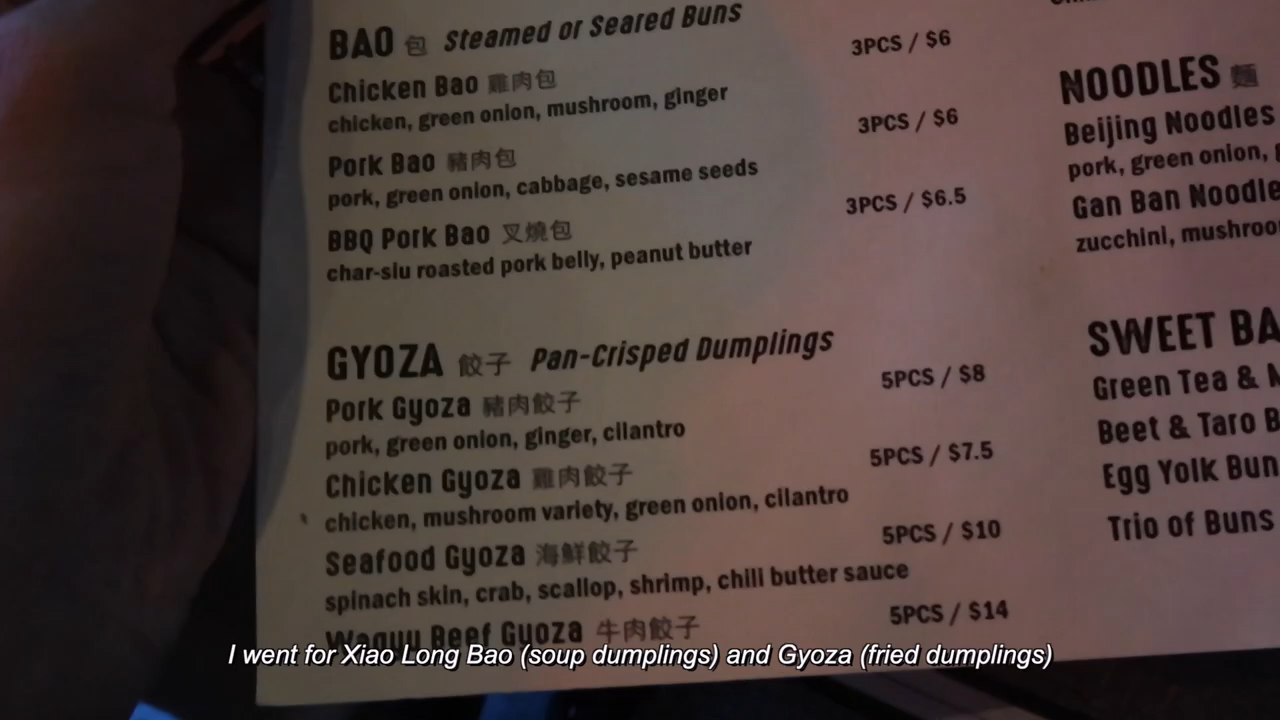 BAO 包 Steamed or Seared Buns
Chicken Bao 雞肉包 3PCS / $6
chicken, green onion, mushroom, ginger
Pork Bao 豬肉包 3PCS / $6
pork, green onion, cabbage, sesame seeds
BBQ Pork Bao 叉燒包 3PCS / $6.5
char-siu roasted pork belly, peanut butter
GYOZA 餃子 Pan-Crisped Dumplings
Pork Gyoza 豬肉餃子 5PCS / $8
pork, green onion, ginger, cilantro
Chicken Gyoza 雞肉餃子 5PCS / $7.5
chicken, mushroom variety, green onion, cilantro
Seafood Gyoza 海鮮餃子 5PCS / $10
spinach skin, crab, scallop, shrimp, chili butter sauce
Wagyu Beef Gyoza 牛肉餃子 5PCS / $14
NOODLES 麵
Beijing Noodles
pork, green onion,
Gan Ban Noodle
zucchini, mushroo
SWEET BA
Green Tea &
Beet & Taro B
Egg Yolk Bun
Trio of Buns
I went for Xiao Long Bao (soup dumplings) and Gyoza (fried dumplings)